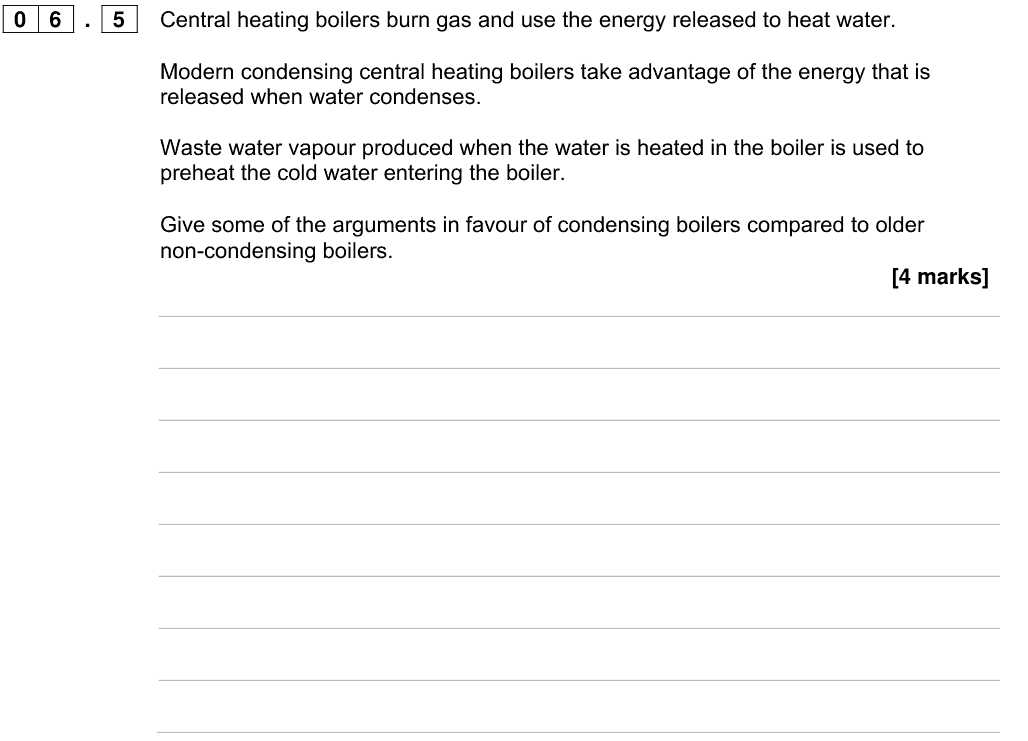 0 6 . 5 Central heating boilers burn gas and use the energy released to heat water.
Modern condensing central heating boilers take advantage of the energy that is
released when water condenses.
Waste water vapour produced when the water is heated in the boiler is used to
preheat the cold water entering the boiler.
Give some of the arguments in favour of condensing boilers compared to older
non-condensing boilers.
[4 marks]